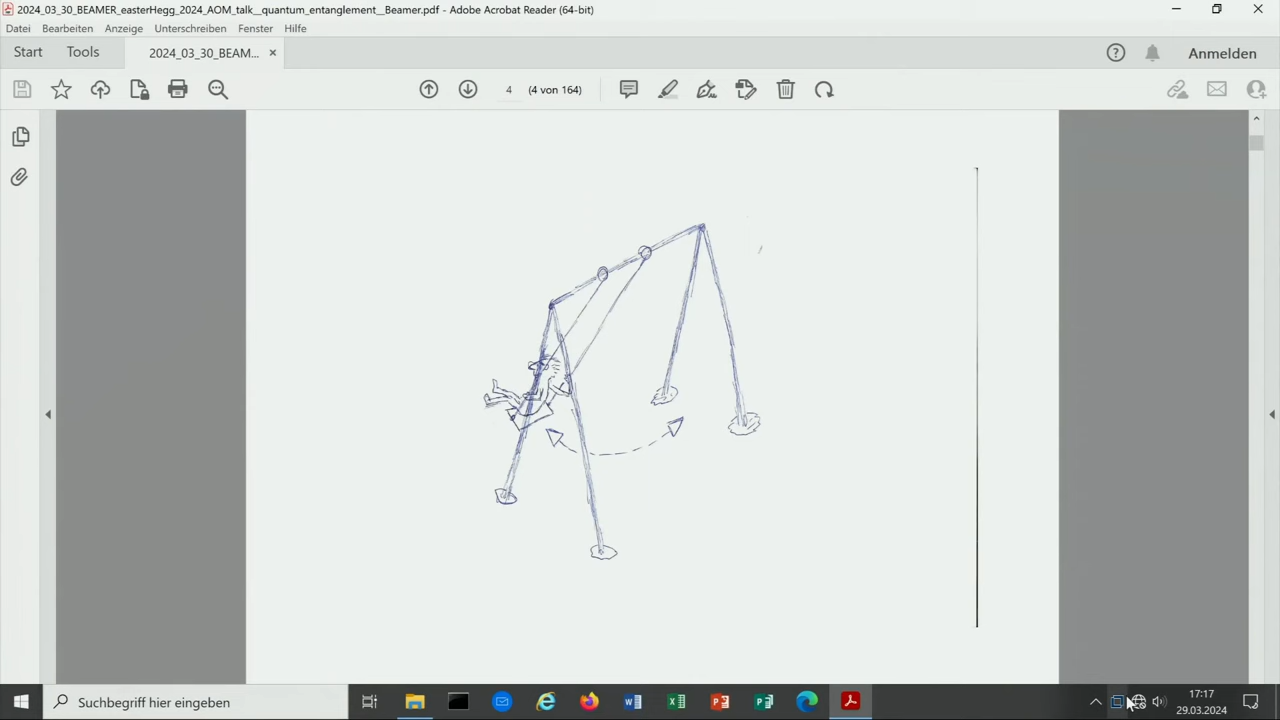 2024_03_30_BEAMER_easterHegg_2024_AOM_talk__quantum_entanglement__Beamer.pdf - Adobe Acrobat Reader (64-bit)
Datei Bearbeiten Anzeige Unterschreiben Fenster Hilfe
Start Tools 2024_03_30_BEAM... × Anmelden
4 (4 von 164)
Suchbegriff hier eingeben
17:17
29.03.2024